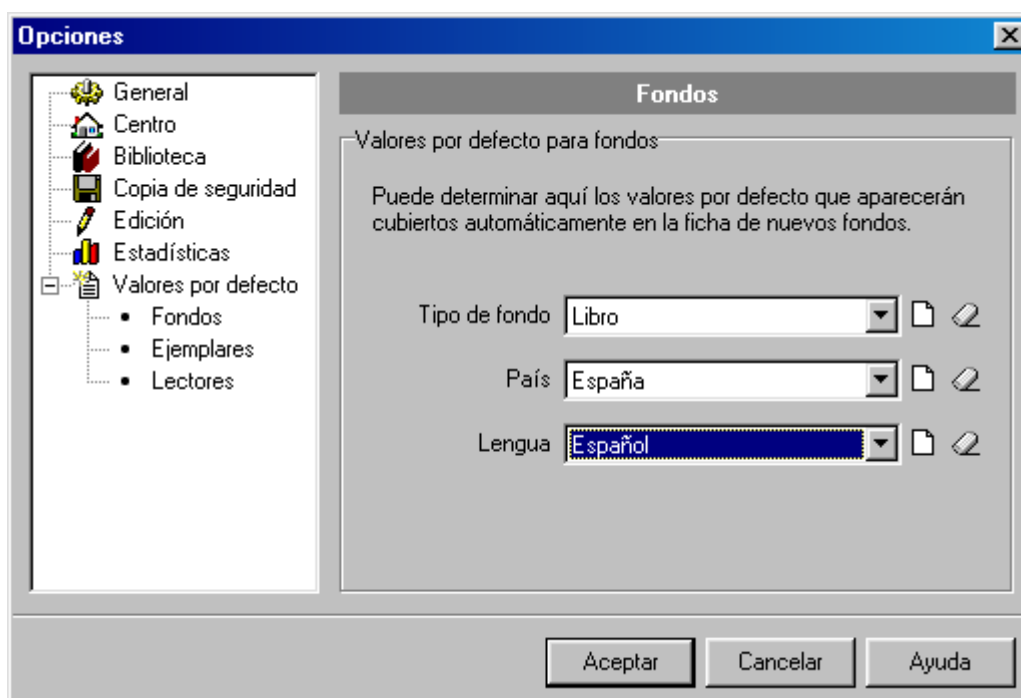 Opciones
General
Centro
Biblioteca
Copia de seguridad
Edición
Estadísticas
Valores por defecto
Fondos
Ejemplares
Lectores
Fondos
Valores por defecto para fondos
Puede determinar aquí los valores por defecto que aparecerán
cubiertos automáticamente en la ficha de nuevos fondos.
Tipo de fondo Libro
País España
Lengua Español
Aceptar Cancelar Ayuda